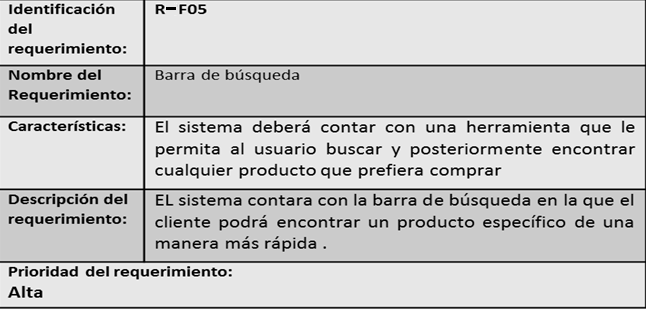 Identificación
del
requerimiento:
R–F05
Nombre del
Requerimiento:
Barra de búsqueda
Características:
El sistema deberá contar con una herramienta que le
permita al usuario buscar y posteriormente encontrar
cualquier producto que prefiera comprar
Descripción del
requerimiento:
EL sistema contara con la barra de búsqueda en la que el
cliente podrá encontrar un producto específico de una
manera más rápida .
Prioridad del requerimiento:
Alta